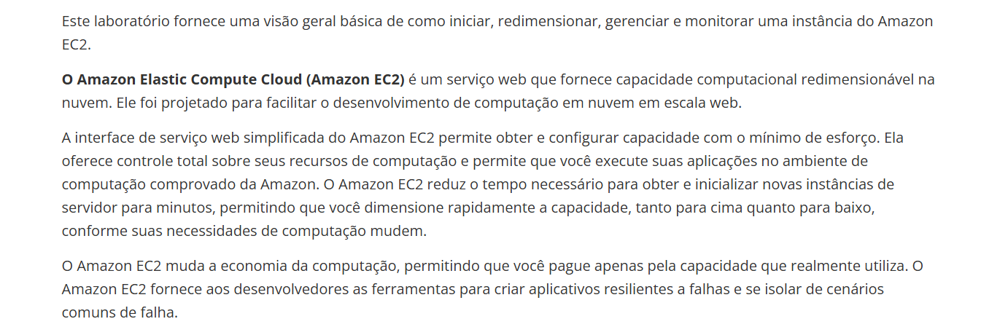 Este laboratório fornece uma visão geral básica de como iniciar, redimensionar, gerenciar e monitorar uma instância do Amazon
EC2.
O Amazon Elastic Compute Cloud (Amazon EC2) é um serviço web que fornece capacidade computacional redimensionável na
nuvem. Ele foi projetado para facilitar o desenvolvimento de computação em nuvem em escala web.
A interface de serviço web simplificada do Amazon EC2 permite obter e configurar capacidade com o mínimo de esforço. Ela
oferece controle total sobre seus recursos de computação e permite que você execute suas aplicações no ambiente de
computação comprovado da Amazon. O Amazon EC2 reduz o tempo necessário para obter e inicializar novas instâncias de
servidor para minutos, permitindo que você dimensione rapidamente a capacidade, tanto para cima quanto para baixo,
conforme suas necessidades de computação mudem.
O Amazon EC2 muda a economia da computação, permitindo que você pague apenas pela capacidade que realmente utiliza. O
Amazon EC2 fornece aos desenvolvedores as ferramentas para criar aplicativos resilientes a falhas e se isolar de cenários
comuns de falha.